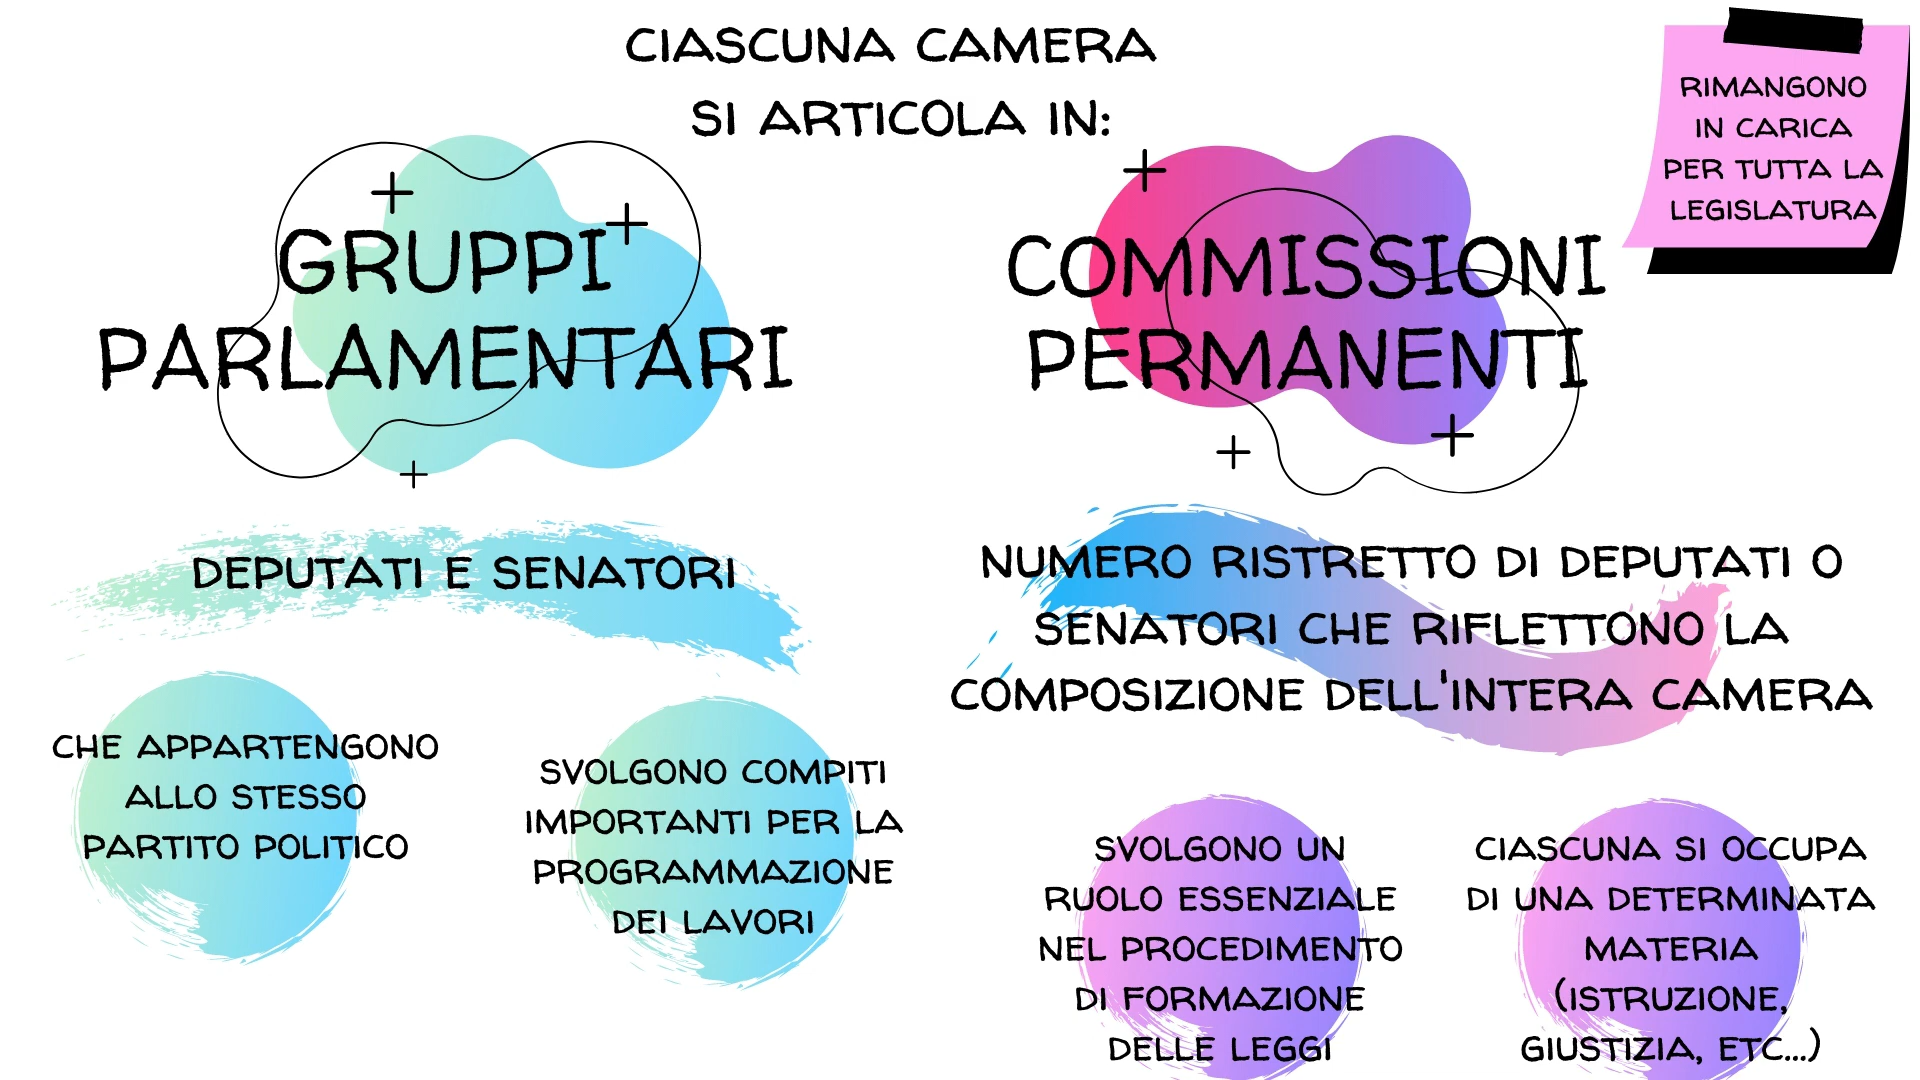 CIASCUNA CAMERA
SI ARTICOLA IN:
RIMANGONO
IN CARICA
PER TUTTA LA
LEGISLATURA
GRUPPI
PARLAMENTARI
DEPUTATI E SENATORI
CHE APPARTENGONO
ALLO STESSO
PARTITO POLITICO
SVOLGONO COMPITI
IMPORTANTI PER LA
PROGRAMMAZIONE
DEI LAVORI
COMMISSIONI
PERMANENTI
NUMERO RISTRETTO DI DEPUTATI O
SENATORI CHE RIFLETTONO LA
COMPOSIZIONE DELL'INTERA CAMERA
SVOLGONO UN
RUOLO ESSENZIALE
NEL PROCEDIMENTO
DI FORMAZIONE
DELLE LEGGI
CIASCUNA SI OCCUPA
DI UNA DETERMINATA
MATERIA
(ISTRUZIONE,
GIUSTIZIA, ETC...)